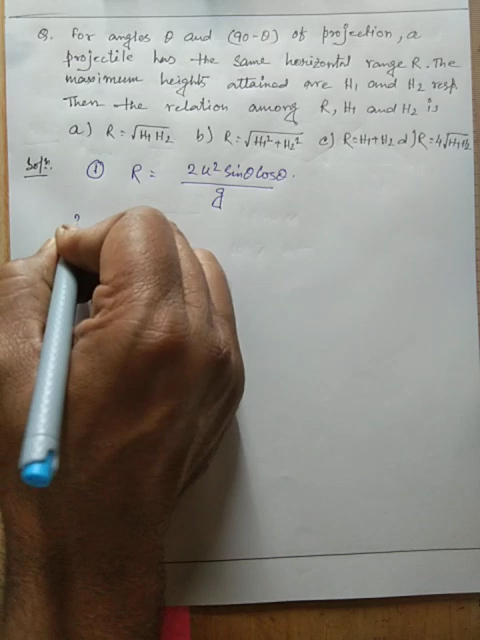 Q. For angles θ and (90-θ) of projection, a
projectile has the same horizontal range R. The
maximum heights attained are H₁ and H₂ resp.
Then the relation among R, H₁ and H₂ is
a) R = √H₁H₂ b) R = √H₁²+H₂² c) R=H₁+H₂ d) R=4√H₁H₂
Solⁿ. ① R = 2u² Sinθ Cosθ.
g